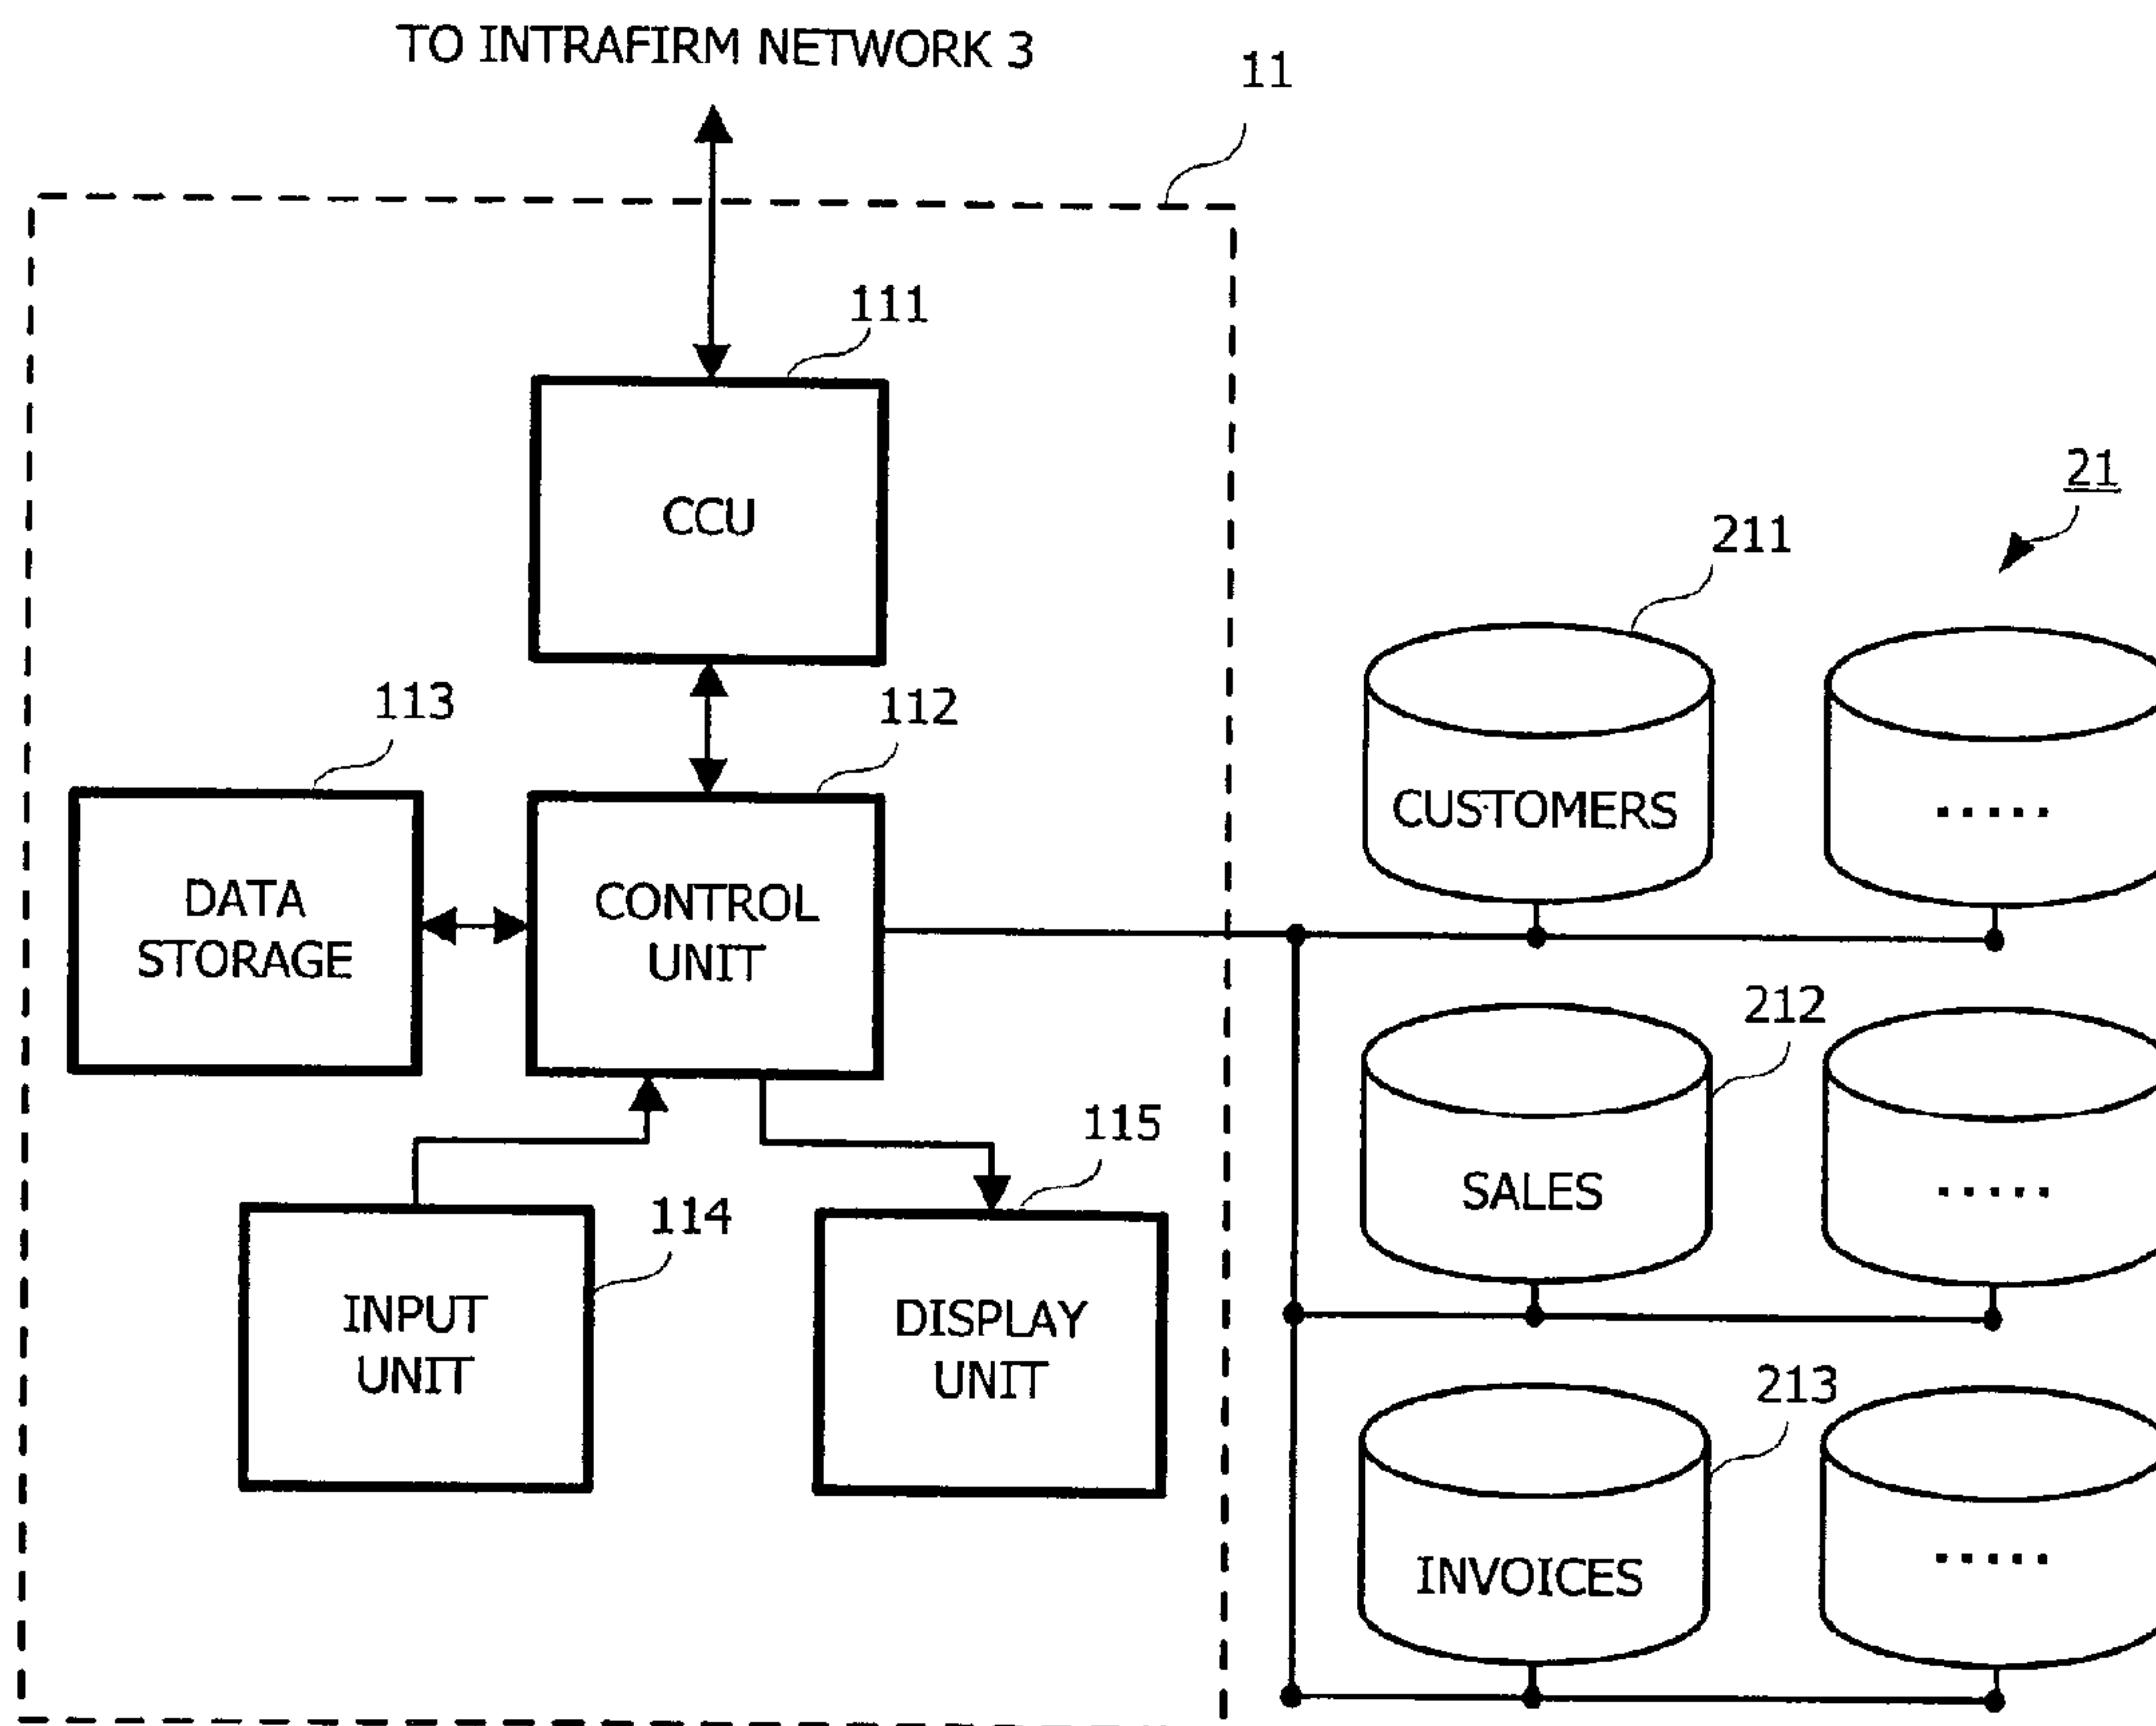 TO INTRAFIRM NETWORK 3
11
111
CCU
21
211
113
112
CUSTOMERS
.....
DATA
STORAGE
CONTROL
UNIT
212
115
SALES
.....
114
INPUT
UNIT
DISPLAY
UNIT
213
INVOICES
.....